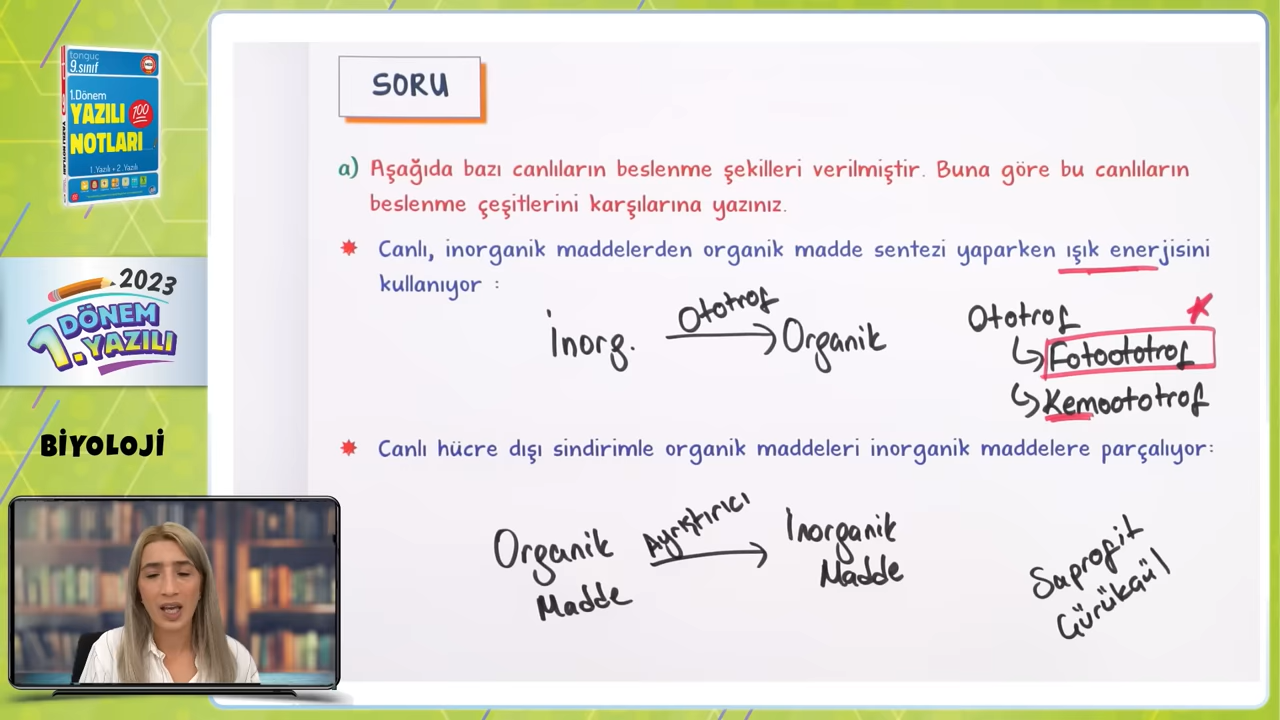 tonguç
9.sınıf
1.Dönem
YAZILI
100
NOTLARI
1.Yazılı • 2.Yazılı
YAZILI NOTLARI
2023
1. DÖNEM
YAZILI
BİYOLOJİ
SORU
a) Aşağıda bazı canlıların beslenme şekilleri verilmiştir. Buna göre bu canlıların
beslenme çeşitlerini karşılarına yazınız.
Canlı, inorganik maddelerden organik madde sentezi yaparken ışık enerjisini
kullanıyor :
İnorg. Ototrof Organik
Ototrof
Fotoototrof
Kemoototrof
Canlı hücre dışı sindirimle organik maddeleri inorganik maddelere parçalıyor:
Organik Ayrıştırıcı İnorganik
Madde Madde
Saprofit
Çürükçül